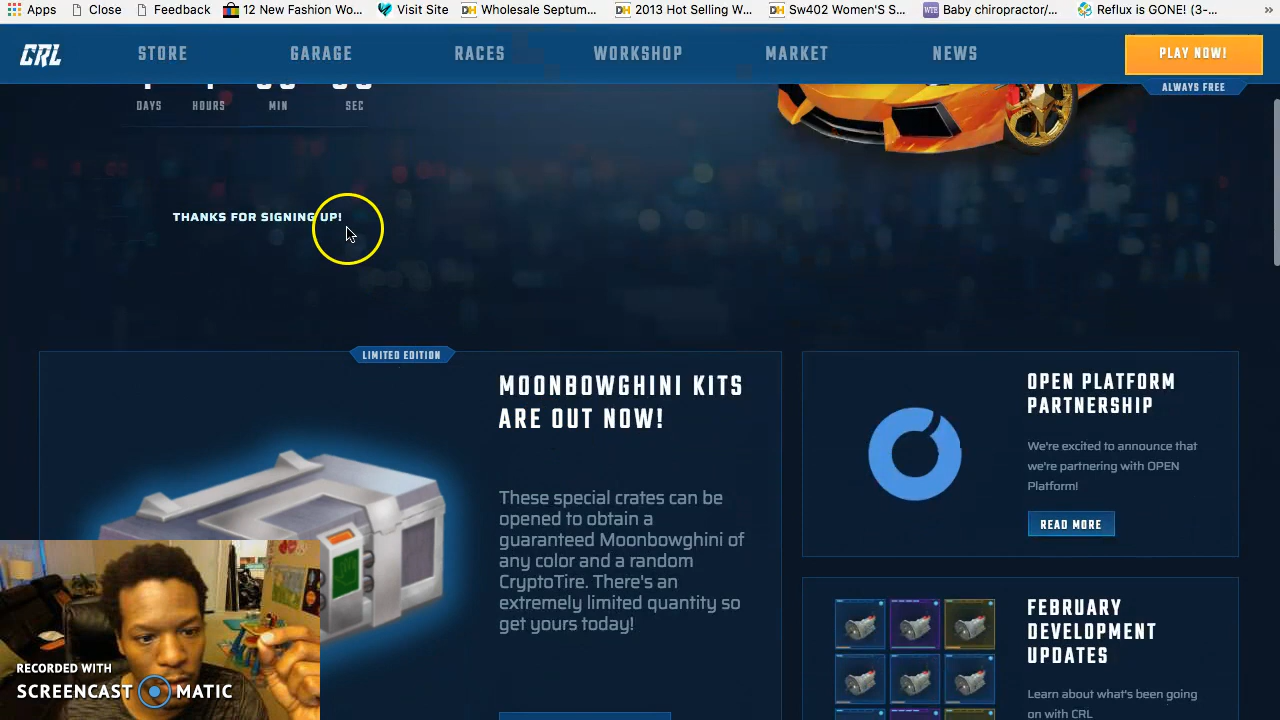 Apps Close Feedback 12 New Fashion Wo... Visit Site DH Wholesale Septum... DH 2013 Hot Selling W... DH Sw402 Women'S S... WTE Baby chiropractor/... Reflux is GONE! (3-... »
CRL STORE GARAGE RACES WORKSHOP MARKET NEWS PLAY NOW!
ALWAYS FREE
DAYS HOURS MIN SEC
THANKS FOR SIGNING UP!
LIMITED EDITION
MOONBOWGHINI KITS
ARE OUT NOW!
These special crates can be
opened to obtain a
guaranteed Moonbowghini of
any color and a random
CryptoTire. There's an
extremely limited quantity so
get yours today!
OPEN PLATFORM
PARTNERSHIP
We're excited to announce that
we're partnering with OPEN
Platform!
READ MORE
FEBRUARY
DEVELOPMENT
UPDATES
Learn about what's been going
on with CRL
RECORDED WITH
SCREENCAST MATIC